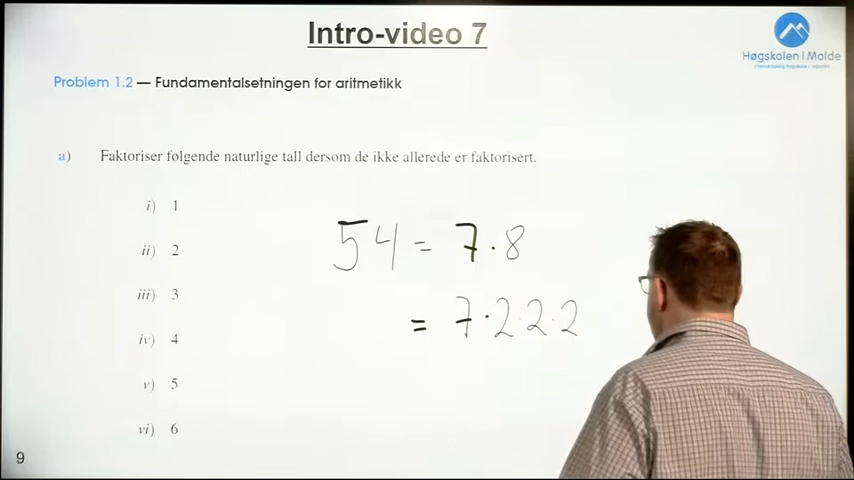 Intro-video 7
Høgskolen i Molde
Problem 1.2 — Fundamentalsetningen for aritmetikk
a) Faktoriser følgende naturlige tall dersom de ikke allerede er faktorisert.
i) 1
ii) 2
iii) 3
iv) 4
v) 5
vi) 6
54 = 7·8
= 7·2·2·2
9